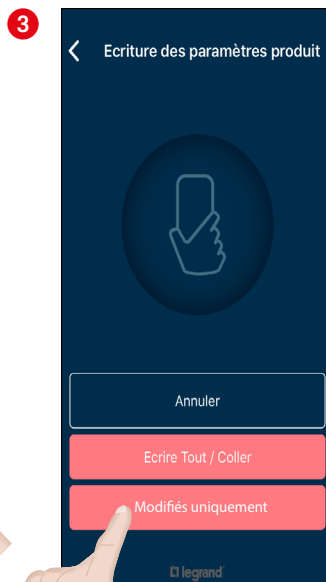 3
Ecriture des paramètres produit
Annuler
Ecrire Tout / Coller
Modifiés uniquement
legrand